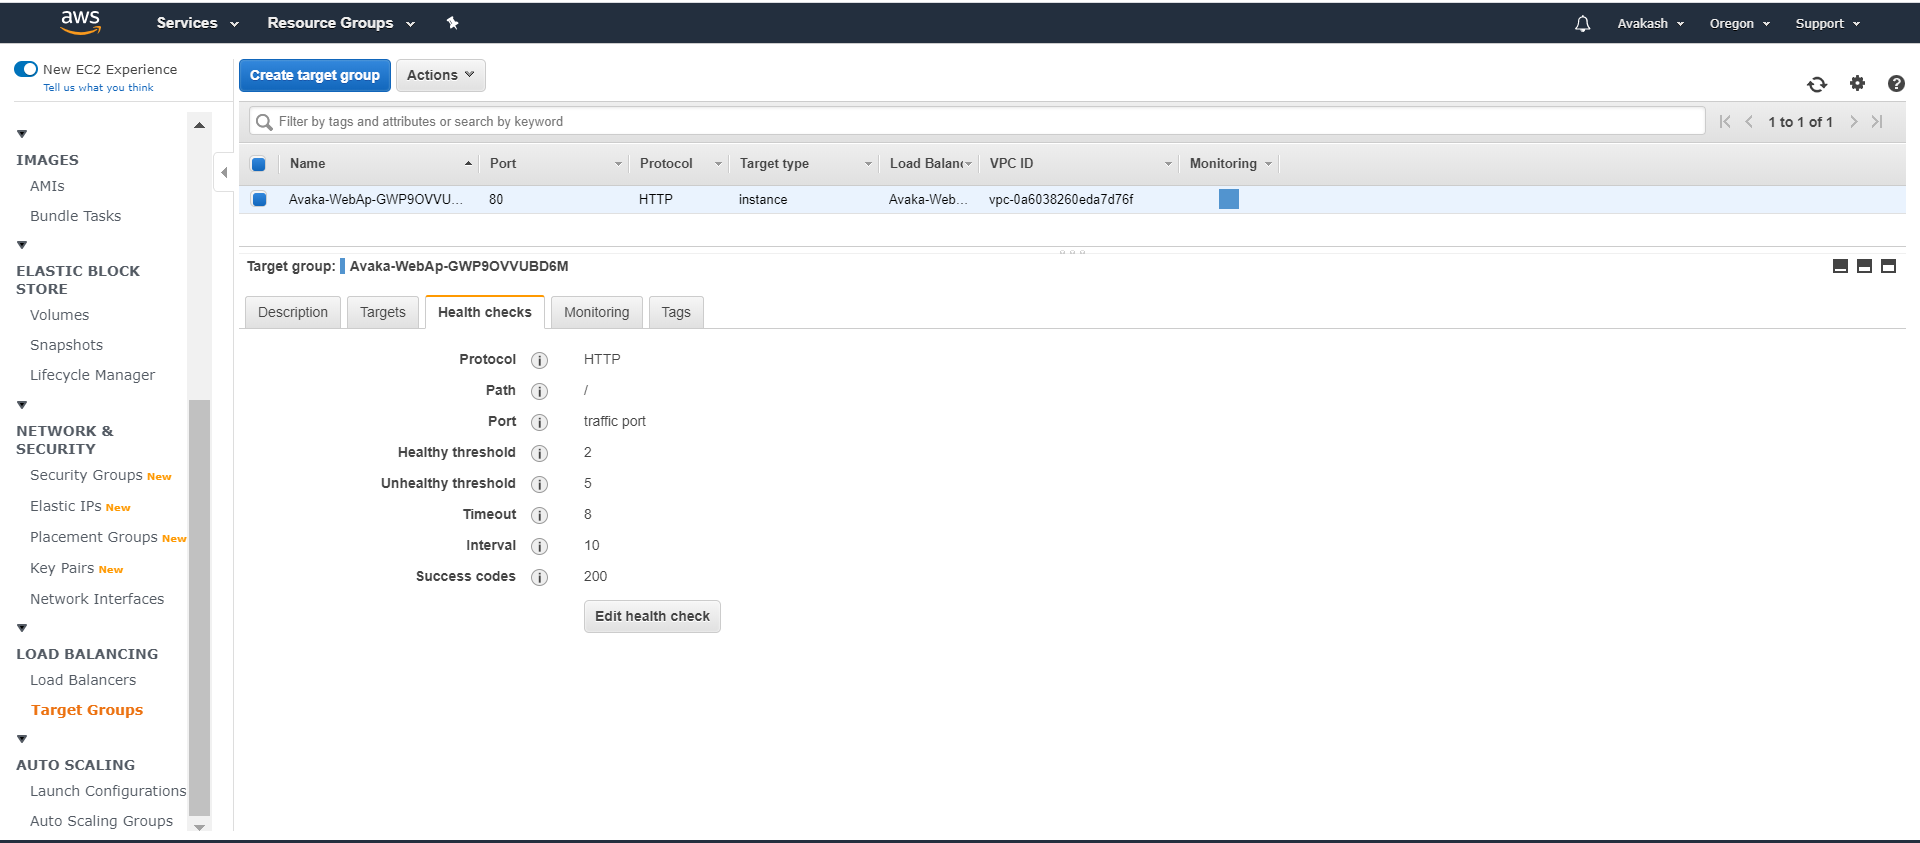 aws Services Resource Groups Avakash Oregon Support
New EC2 Experience
Tell us what you think
IMAGES
AMIs
Bundle Tasks
ELASTIC BLOCK
STORE
Volumes
Snapshots
Lifecycle Manager
NETWORK &
SECURITY
Security Groups New
Elastic IPs New
Placement Groups New
Key Pairs New
Network Interfaces
LOAD BALANCING
Load Balancers
Target Groups
AUTO SCALING
Launch Configurations
Auto Scaling Groups
Create target group Actions
Filter by tags and attributes or search by keyword 1 to 1 of 1
Name Port Protocol Target type Load Balanc VPC ID Monitoring
Avaka-WebAp-GWP9OVVU... 80 HTTP instance Avaka-Web... vpc-0a6038260eda7d76f
Target group: Avaka-WebAp-GWP9OVVUBD6M
Description Targets Health checks Monitoring Tags
Protocol HTTP
Path /
Port traffic port
Healthy threshold 2
Unhealthy threshold 5
Timeout 8
Interval 10
Success codes 200
Edit health check